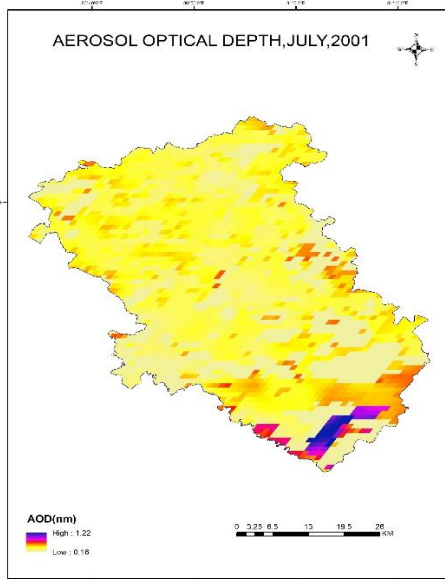 AEROSOL OPTICAL DEPTH,JULY,2001
N
W
E
S
AOD(nm)
High : 1.22
Low : 0.16
0 3.25 6.5 13 19.5 26
KM